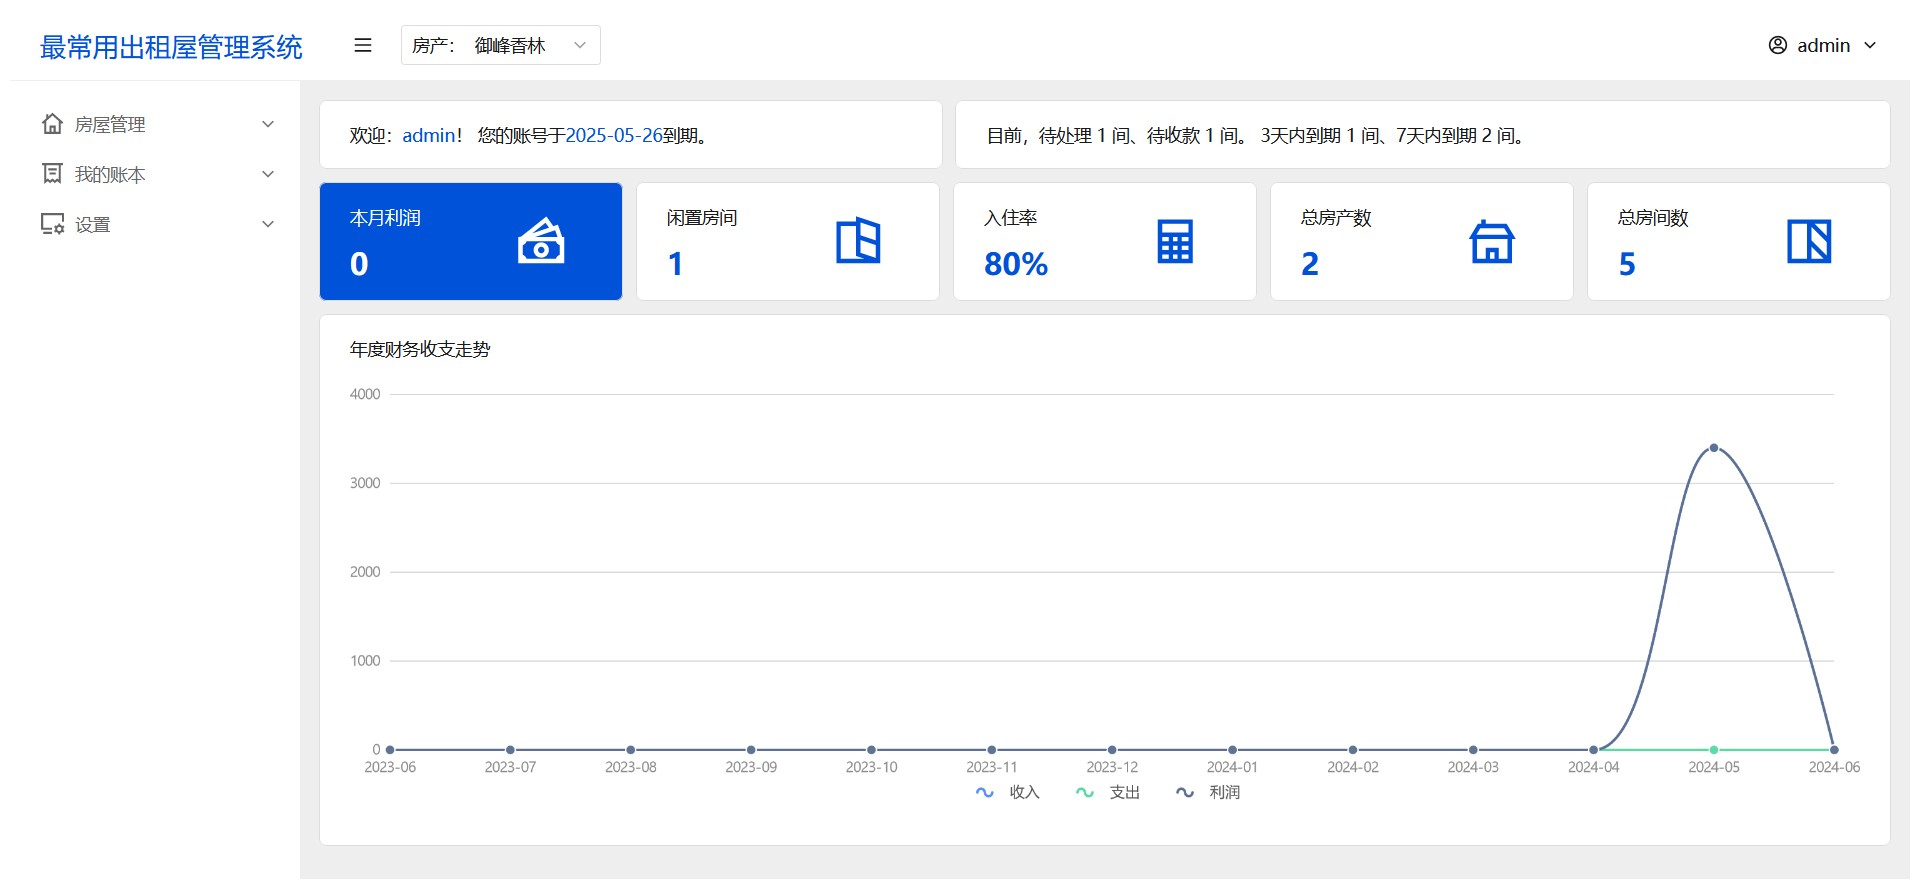 最常用出租屋管理系统
房产： 御峰香林
admin
房屋管理
我的账本
设置
欢迎：admin！ 您的账号于2025-05-26到期。
目前，待处理 1 间、待收款 1 间。 3天内到期 1 间、7天内到期 2 间。
本月利润
0
闲置房间
1
入住率
80%
总房产数
2
总房间数
5
年度财务收支走势
4000
3000
2000
1000
0
2023-06 2023-07 2023-08 2023-09 2023-10 2023-11 2023-12 2024-01 2024-02 2024-03 2024-04 2024-05 2024-06
收入 支出 利润